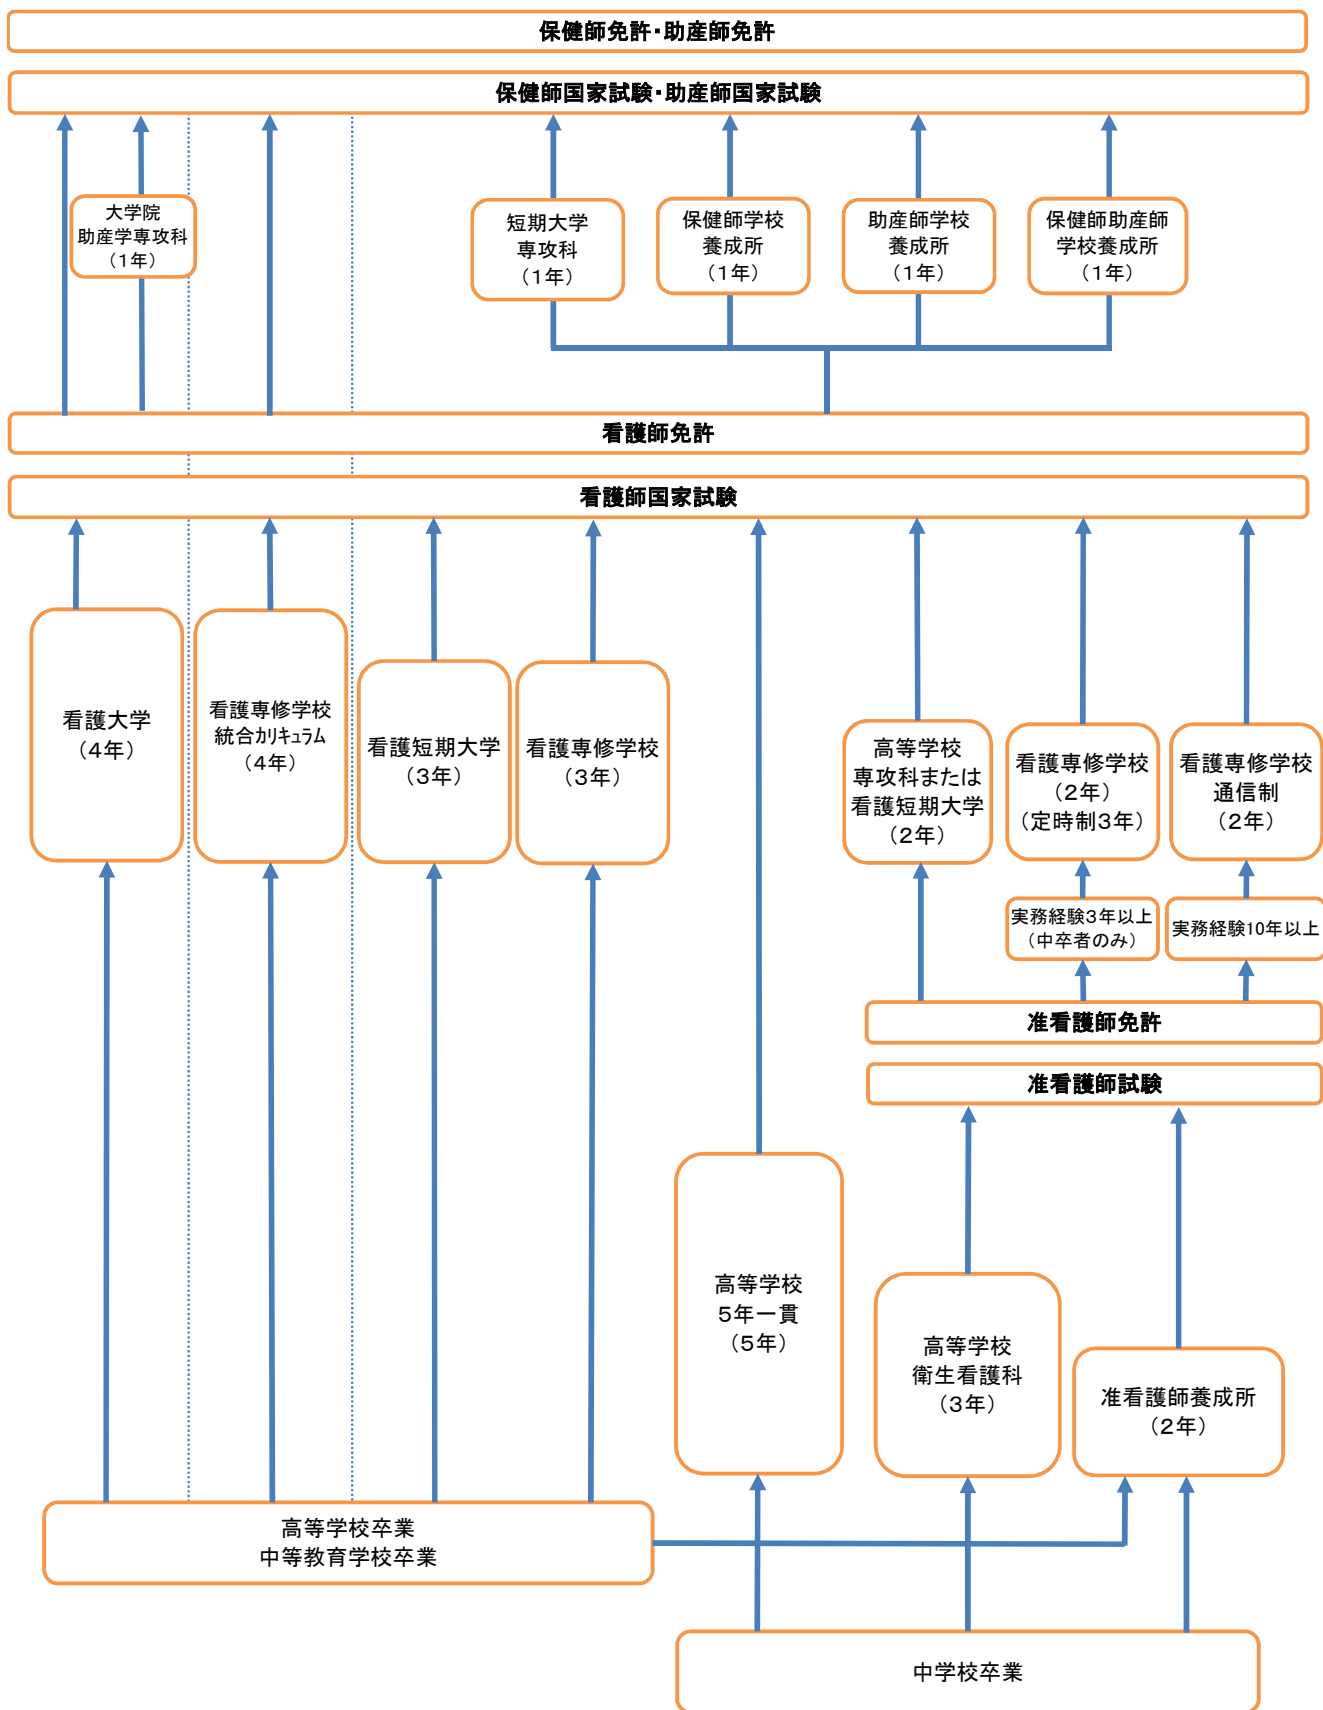 保健師免許・助産師免許
保健師国家試験・助産師国家試験
大学院
助産学専攻科
（１年）
短期大学
専攻科
（１年）
保健師学校
養成所
（１年）
助産師学校
養成所
（１年）
保健師助産師
学校養成所
（１年）
看護師免許
看護師国家試験
看護大学
（４年）
看護専修学校
統合ｶﾘｷｭﾗﾑ
（４年）
看護短期大学
（３年）
看護専修学校
（３年）
高等学校
専攻科または
看護短期大学
（２年）
看護専修学校
（２年）
（定時制３年）
看護専修学校
通信制
（２年）
実務経験３年以上
（中卒者のみ）
実務経験10年以上
准看護師免許
准看護師試験
高等学校
５年一貫
（５年）
高等学校
衛生看護科
（３年）
准看護師養成所
（２年）
高等学校卒業
中等教育学校卒業
中学校卒業